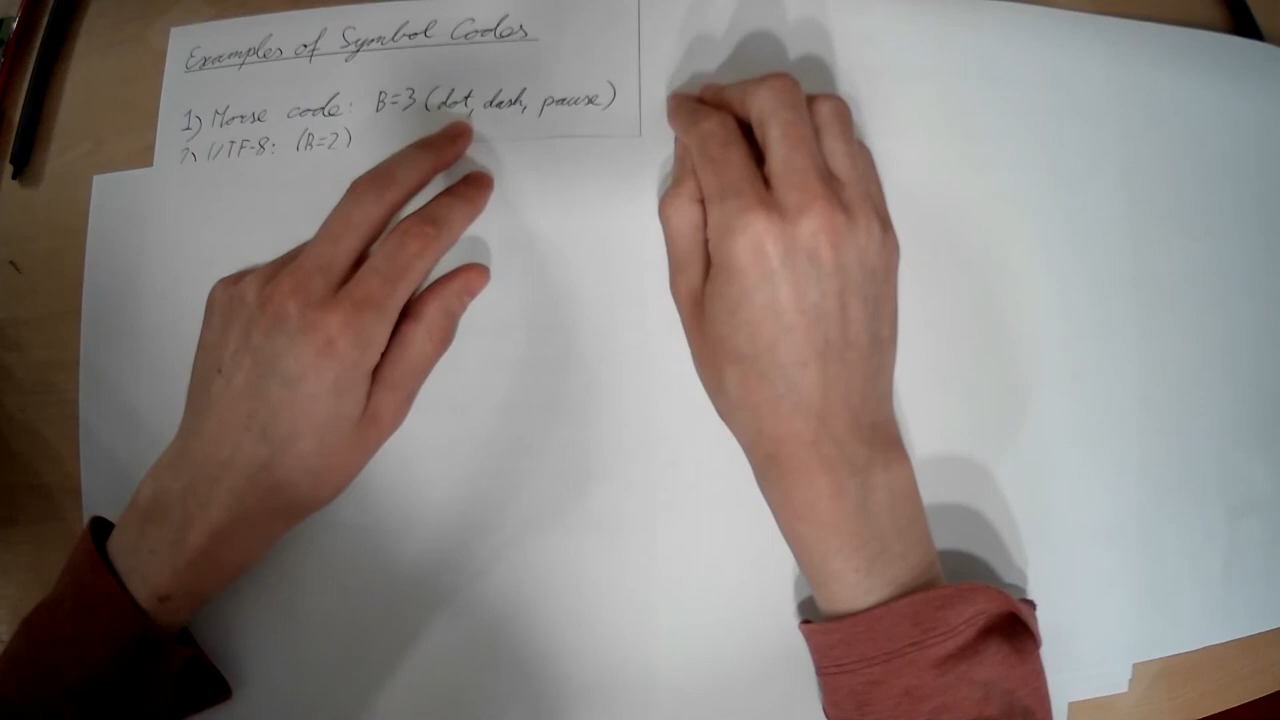 Examples of Symbol Codes
1) Morse code: B=3 (dot, dash, pause)
2) UTF-8: (B=2)